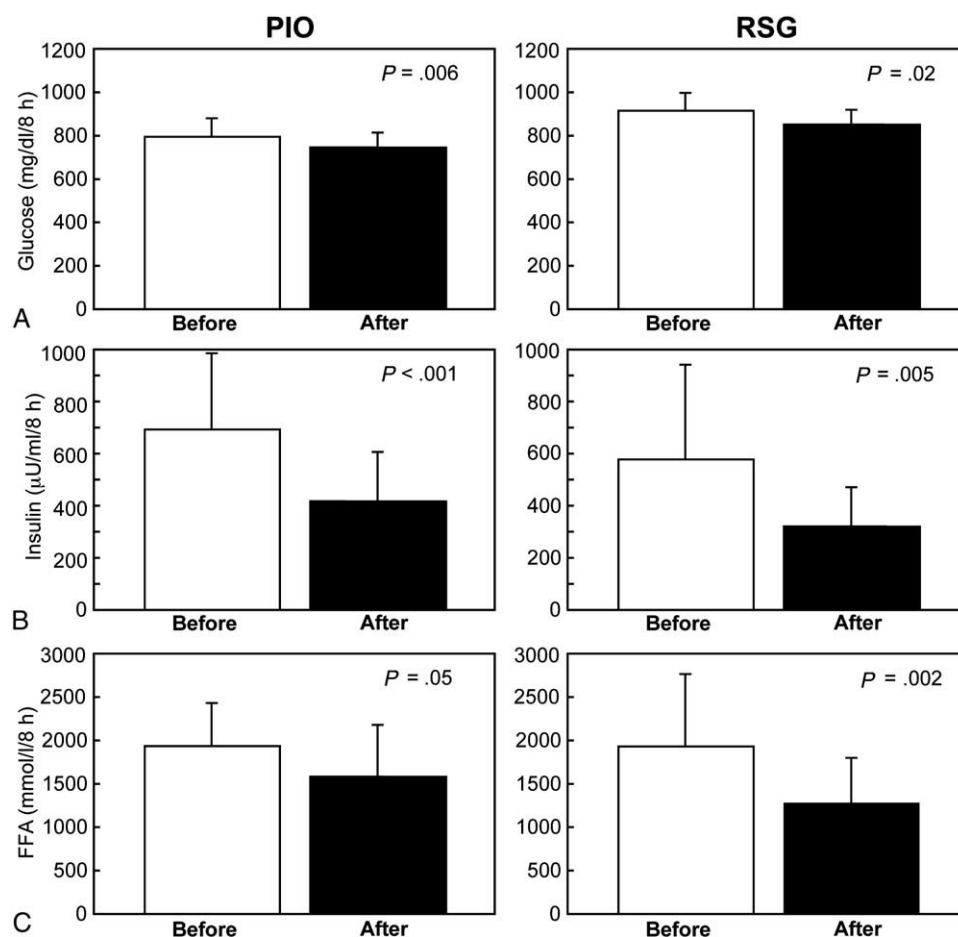 PIO
RSG
Glucose (mg/dl/8 h)
1200
1000
800
600
400
200
0
P = .006
Before
After
1200
1000
800
600
400
200
0
P = .02
Before
After
A
Insulin (μU/ml/8 h)
1000
800
600
400
200
0
P < .001
Before
After
1000
800
600
400
200
0
P = .005
Before
After
B
FFA (mmol/l/8 h)
3000
2500
2000
1500
1000
500
0
P = .05
Before
After
3000
2500
2000
1500
1000
500
0
P = .002
Before
After
C